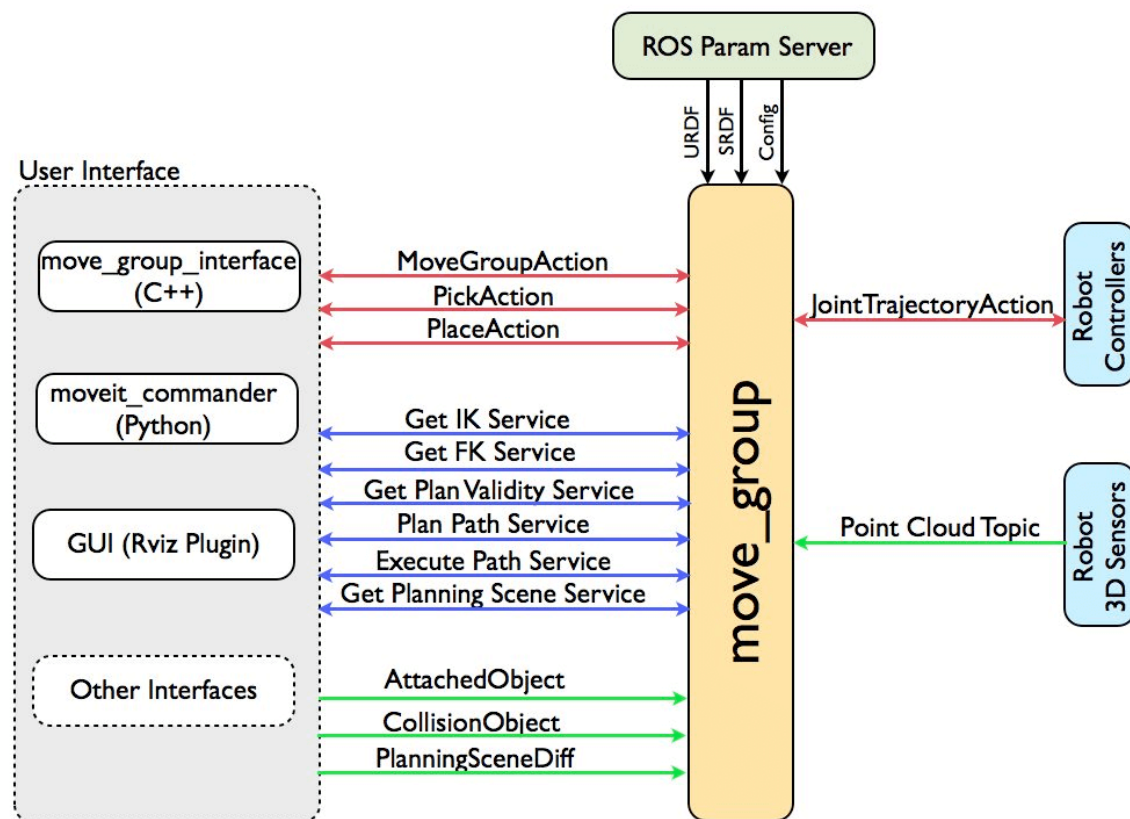 ROS Param Server
URDF
SRDF
Config
User Interface
move_group_interface
(C++)
moveit_commander
(Python)
GUI (Rviz Plugin)
Other Interfaces
MoveGroupAction
PickAction
PlaceAction
Get IK Service
Get FK Service
Get Plan Validity Service
Plan Path Service
Execute Path Service
Get Planning Scene Service
AttachedObject
CollisionObject
PlanningSceneDiff
move_group
JointTrajectoryAction
Point Cloud Topic
Robot
Controllers
Robot
3D Sensors